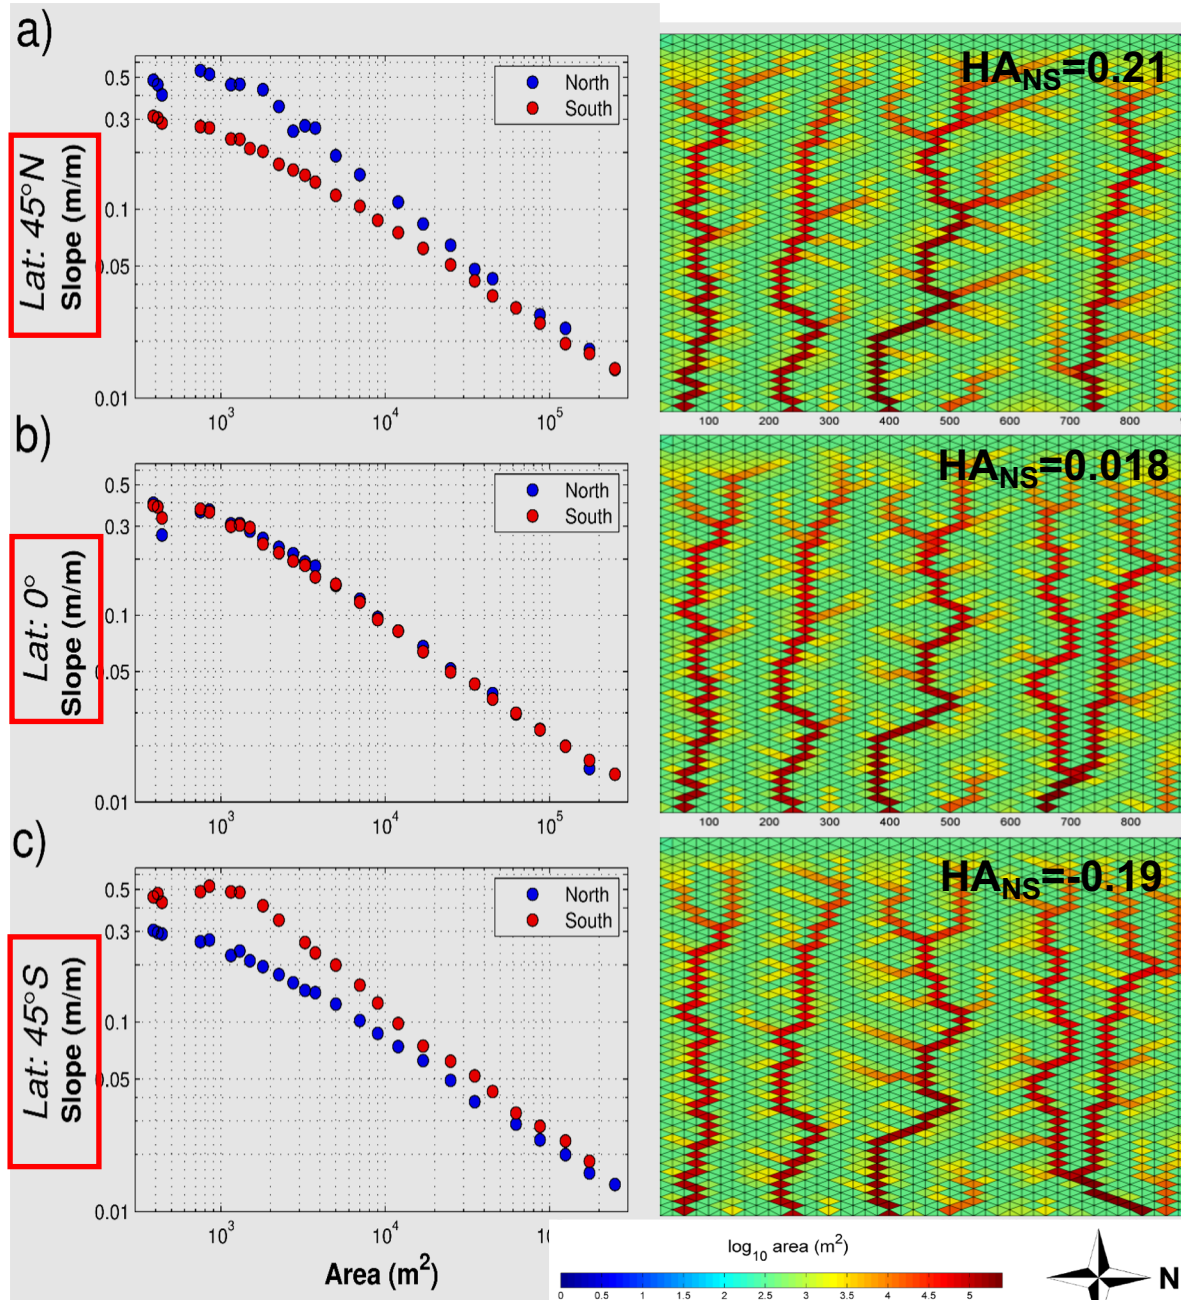 a)
Lat: 45°N
Slope (m/m)
0.5
0.3
0.1
0.05
0.01
10³
10⁴
10⁵
North
South
HA_NS=0.21
100 200 300 400 500 600 700 800
b)
Lat: 0°
Slope (m/m)
0.5
0.3
0.1
0.05
0.01
10³
10⁴
10⁵
North
South
HA_NS=0.018
100 200 300 400 500 600 700 800
c)
Lat: 45°S
Slope (m/m)
0.5
0.3
0.1
0.05
0.01
10³
10⁴
North
South
HA_NS=-0.19
Area (m²)
log₁₀ area (m²)
0 0.5 1 1.5 2 2.5 3 3.5 4 4.5 5
N